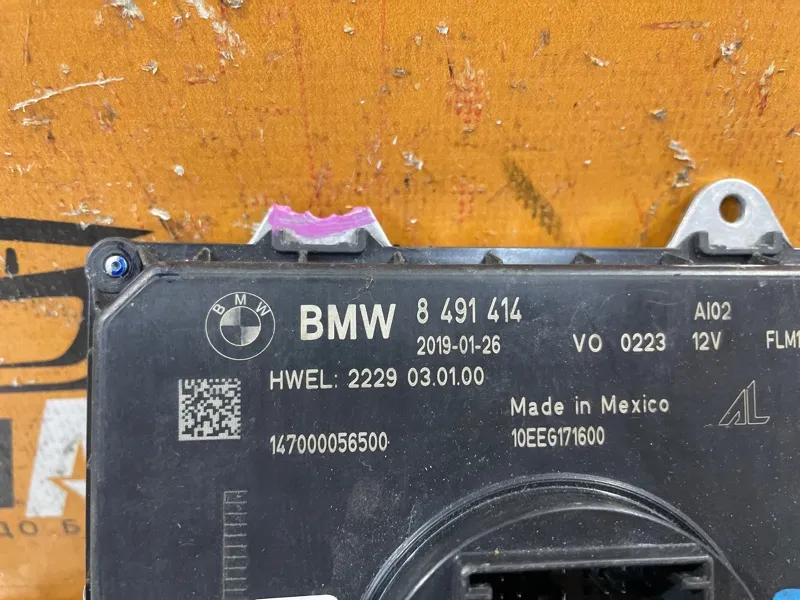 BMW
BMW 8 491 414
2019-01-26
AI02
VO 0223 12V FLM1
HWEL: 2229 03.01.00
Made in Mexico
AL
147000056500
10EEG171600